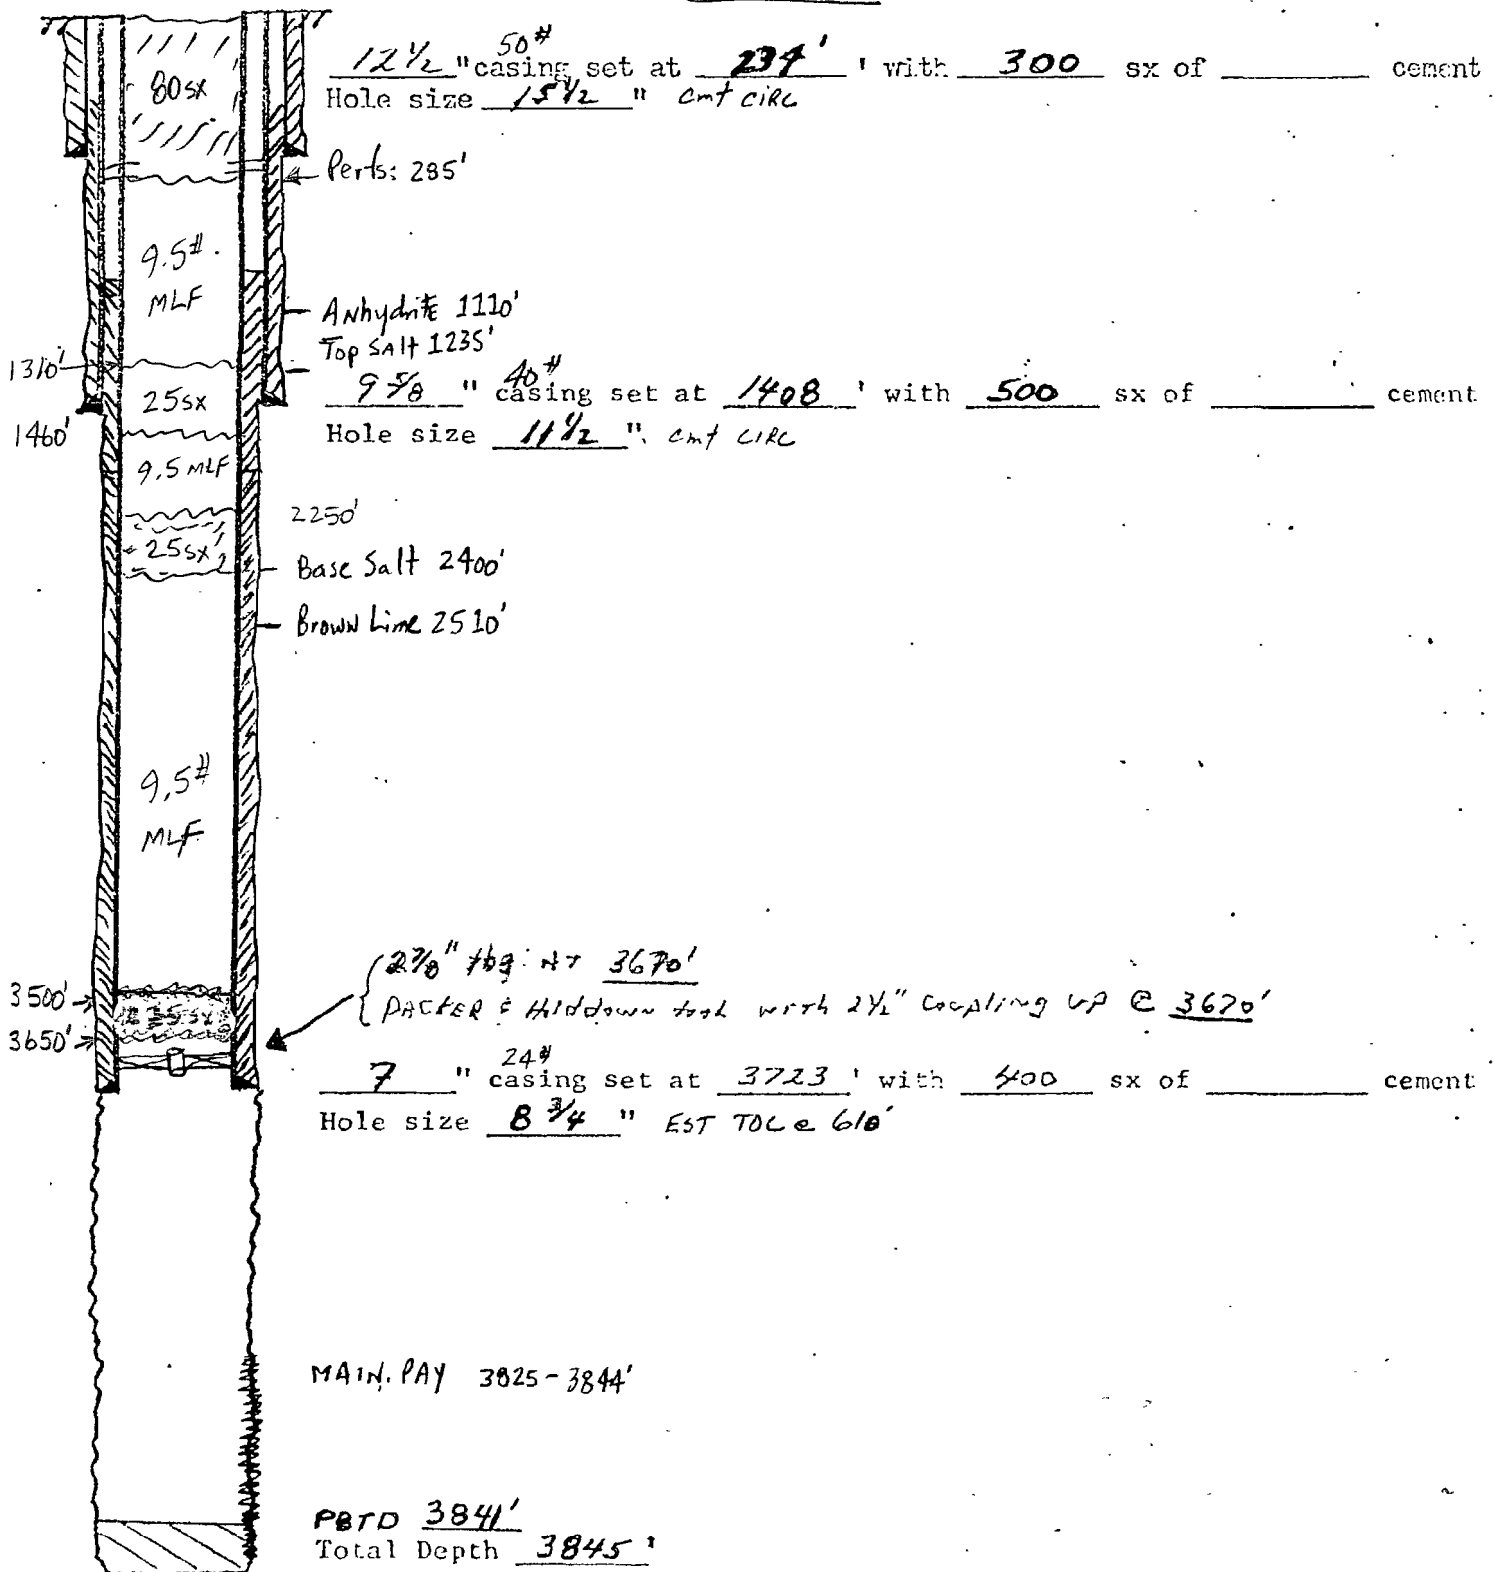 12 1/2 " 50# casing set at 234' ' with 300 sx of ______ cement
Hole size 15 1/2 " Cmt CIRC
80sx
Perfs: 285'
9.5#
MLF
Anhydrite 1110'
Top SAlt 1235'
1310'
9 5/8 " 40# casing set at 1408 ' with 500 sx of ______ cement
25sx
1460'
Hole size 11 1/2 ". Cmt CIRC
9.5 MLF
2250'
25sx
Base Salt 2400'
Brown Lime 2510'
9.5#
MLF
2 7/8" tbg. at 3670'
PACKER & Holddown tool with 2 1/2" Coupling up @ 3670'
3500'
35sx
3650'
7 " 24# casing set at 3723 ' with 400 sx of ______ cement
Hole size 8 3/4 " EST TOC @ 610'
MAIN PAY 3825-3844'
PBTD 3841'
Total Depth 3845 '